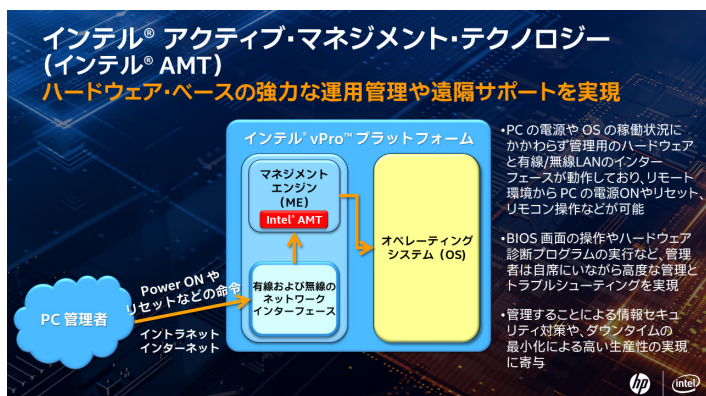 インテル® アクティブ・マネジメント・テクノロジー
(インテル® AMT)
ハードウェア・ベースの強力な運用管理や遠隔サポートを実現
インテル® vPro™ プラットフォーム
マネジメント
エンジン
(ME)
Intel® AMT
有線および無線の
ネットワーク
インターフェース
オペレーティング
システム (OS)
Power ON や
リセットなどの命令
PC 管理者
イントラネット
インターネット
•PC の電源や OS の稼働状況に
かかわらず管理用のハードウェア
と有線/無線LANのインター
フェースが動作しており、リモート
環境から PC の電源ONやリセット、
リモコン操作などが可能
•BIOS 画面の操作やハードウェア
診断プログラムの実行など、管理
者は自席にいながら高度な管理と
トラブルシューティングを実現
•管理することによる情報セキュ
リティ対策や、ダウンタイムの
最小化による高い生産性の実現
に寄与
hp
intel